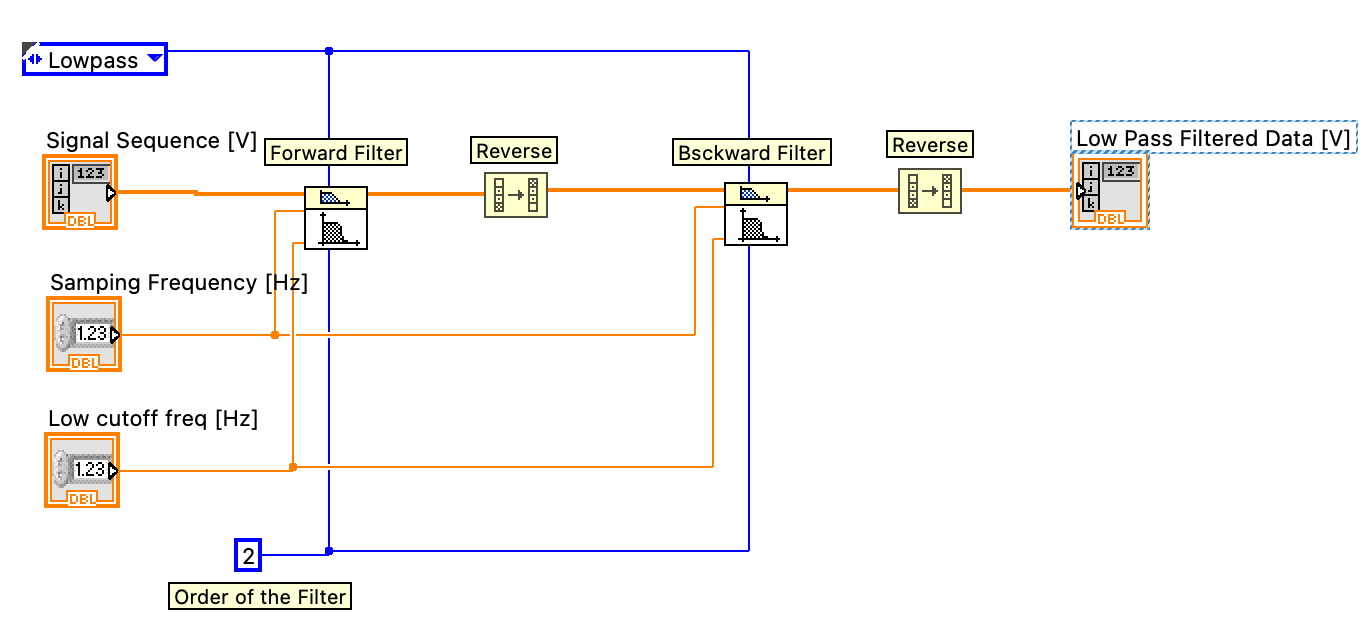 Lowpass
Signal Sequence [V]
Forward Filter
Reverse
Bsckward Filter
Reverse
Low Pass Filtered Data [V]
i
j
k
123
DBL
i
j
k
123
DBL
Samping Frequency [Hz]
1.23
DBL
Low cutoff freq [Hz]
1.23
DBL
2
Order of the Filter